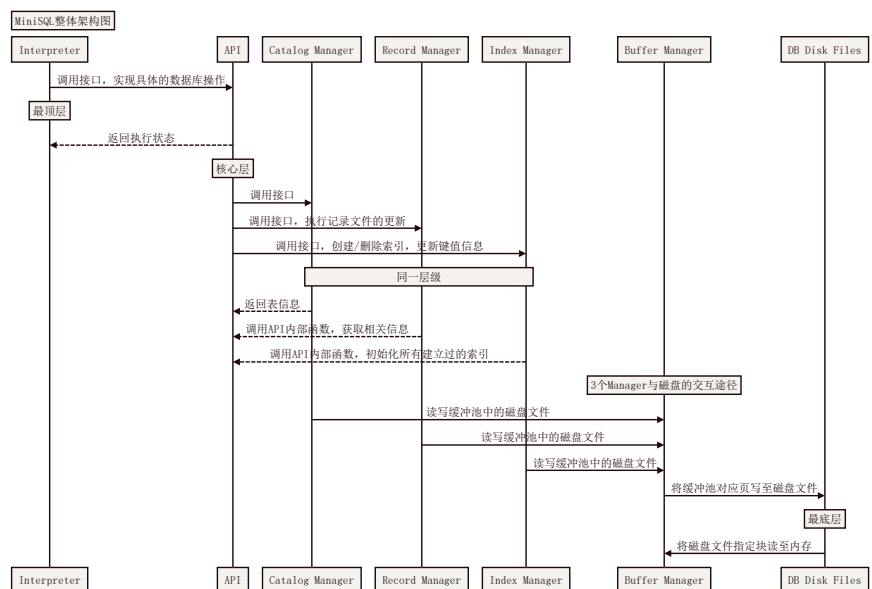 MiniSQL整体架构图
Interpreter
API
Catalog Manager
Record Manager
Index Manager
Buffer Manager
DB Disk Files
调用接口, 实现具体的数据库操作
最顶层
返回执行状态
核心层
调用接口
调用接口, 执行记录文件的更新
调用接口, 创建/删除索引, 更新键值信息
同一层级
返回表信息
调用API内部函数, 获取相关信息
调用API内部函数, 初始化所有建立过的索引
3个Manager与磁盘的交互途径
读写缓冲池中的磁盘文件
读写缓冲池中的磁盘文件
读写缓冲池中的磁盘文件
将缓冲池对应页写至磁盘文件
最底层
将磁盘文件指定块读至内存
Interpreter
API
Catalog Manager
Record Manager
Index Manager
Buffer Manager
DB Disk Files